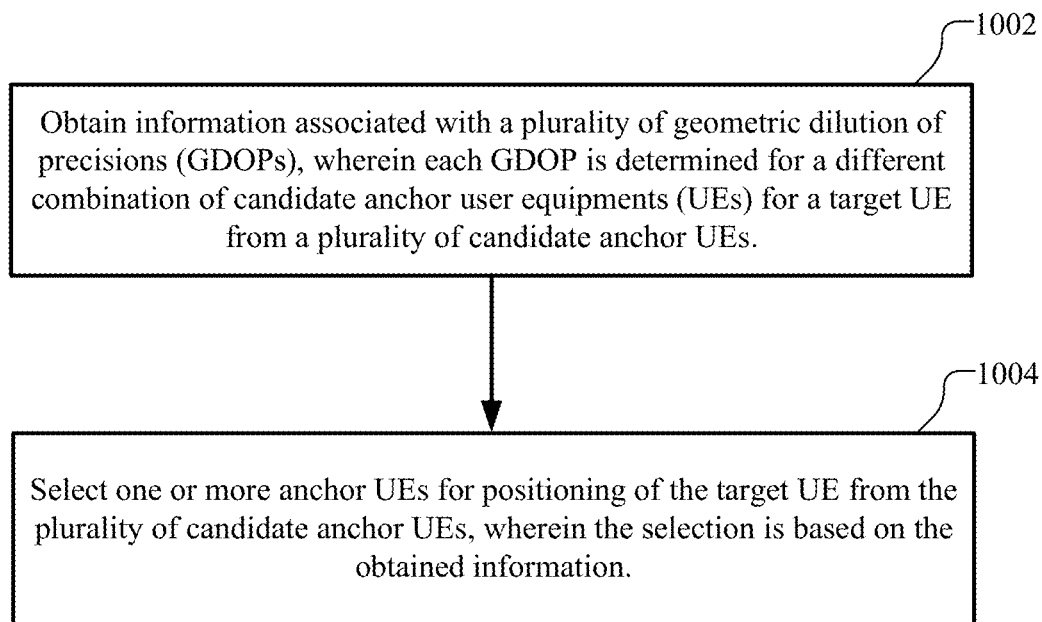 1002
Obtain information associated with a plurality of geometric dilution of
precisions (GDOPs), wherein each GDOP is determined for a different
combination of candidate anchor user equipments (UEs) for a target UE
from a plurality of candidate anchor UEs.
1004
Select one or more anchor UEs for positioning of the target UE from the
plurality of candidate anchor UEs, wherein the selection is based on the
obtained information.